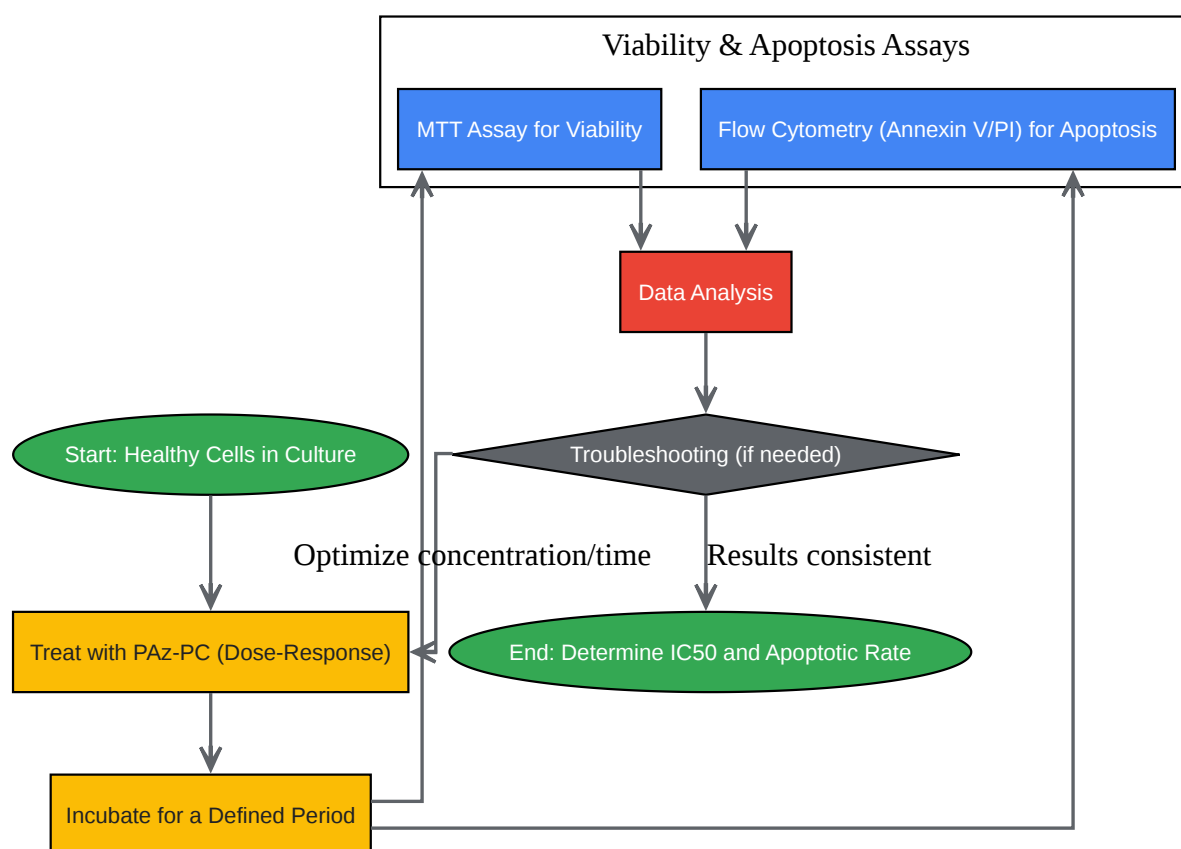 Viability & Apoptosis Assays
MTT Assay for Viability
Flow Cytometry (Annexin V/PI) for Apoptosis
Data Analysis
Start: Healthy Cells in Culture
Troubleshooting (if needed)
Optimize concentration/time
Results consistent
Treat with PAz-PC (Dose-Response)
End: Determine IC50 and Apoptotic Rate
Incubate for a Defined Period